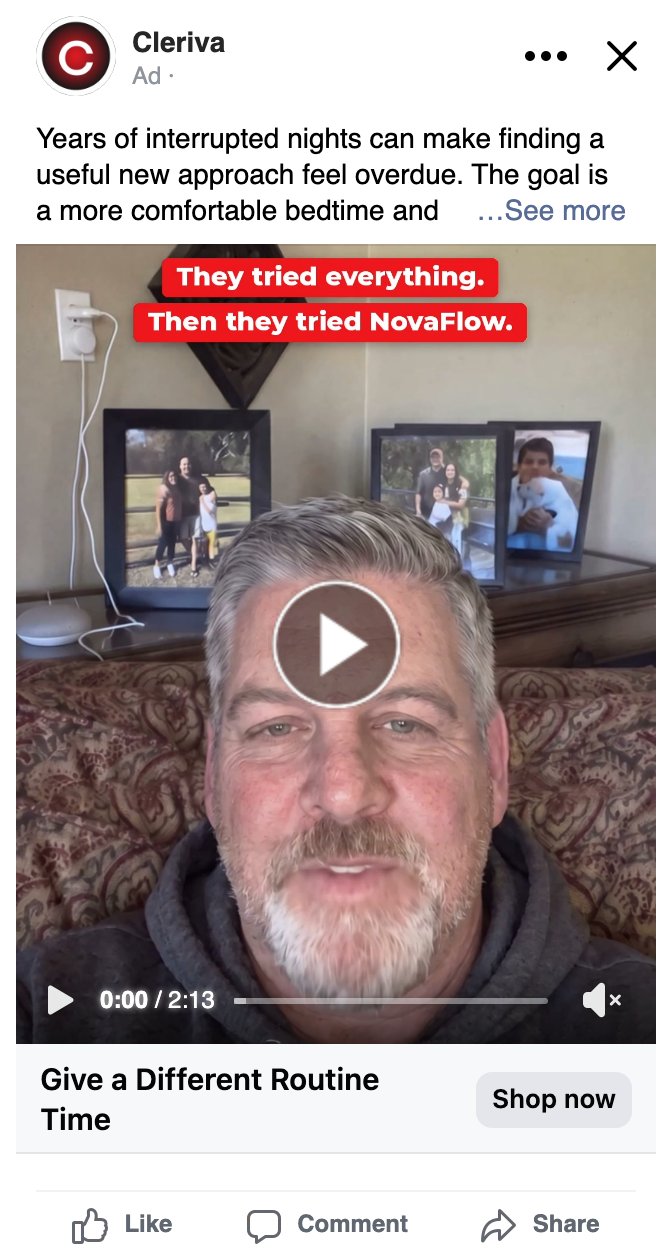 Cleriva
Ad ·
Years of interrupted nights can make finding a
useful new approach feel overdue. The goal is
a more comfortable bedtime and ...See more
They tried everything.
Then they tried NovaFlow.
0:00 / 2:13
Give a Different Routine
Time
Shop now
Like
Comment
Share